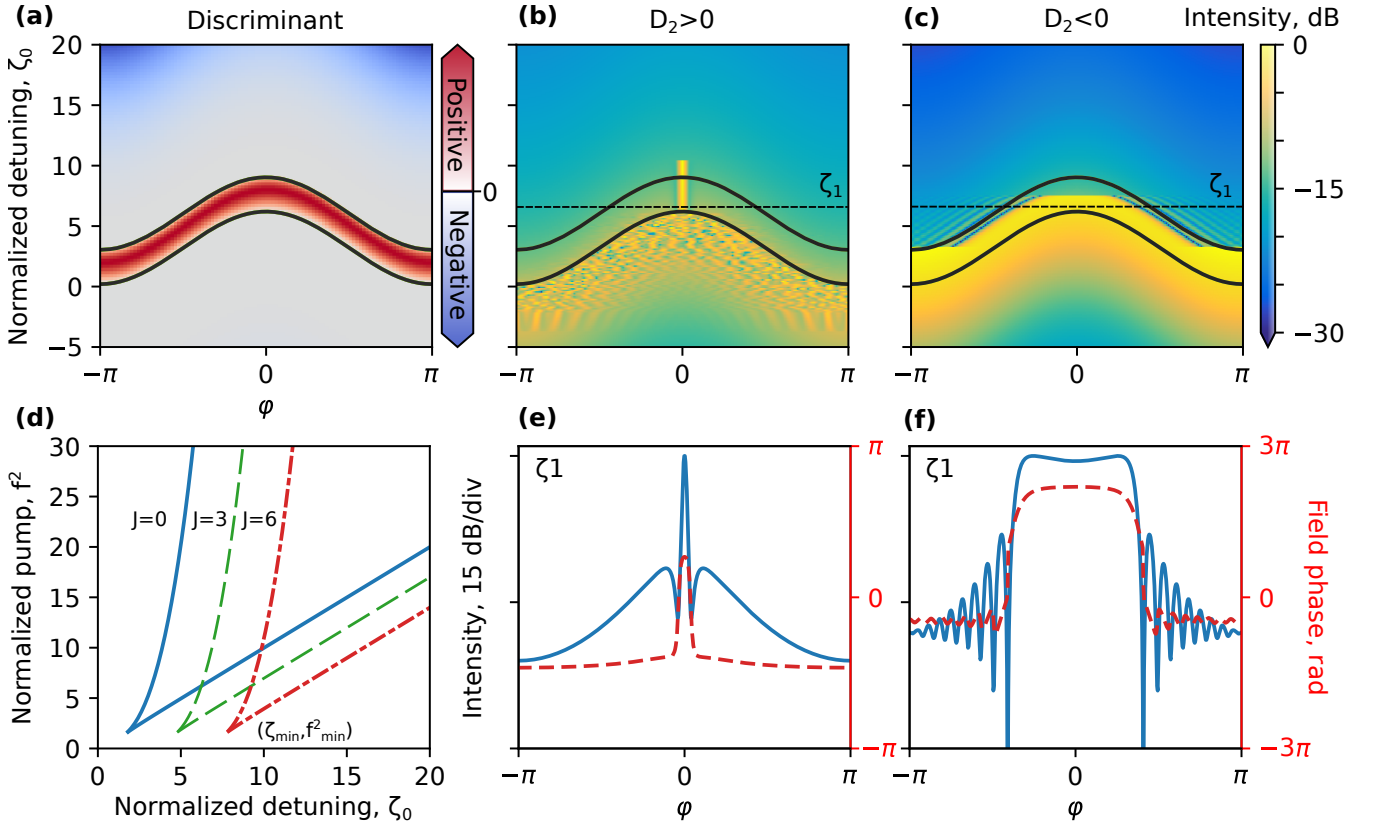 (a)
Discriminant
(b)
D₂>0
(c)
D₂<0
Intensity, dB
Normalized detuning, ζ₀
20
15
10
5
0
−5
−π
0
π
φ
Positive
0
Negative
ζ₁
−π
0
π
ζ₁
−π
0
π
0
−15
−30
(d)
Normalized pump, f²
30
25
20
15
10
5
0
J=0
J=3
J=6
(ζmin,f²min)
0
5
10
15
20
Normalized detuning, ζ₀
(e)
Intensity, 15 dB/div
ζ1
π
0
−π
−π
0
π
φ
(f)
ζ1
3π
0
−3π
Field phase, rad
−π
0
π
φ